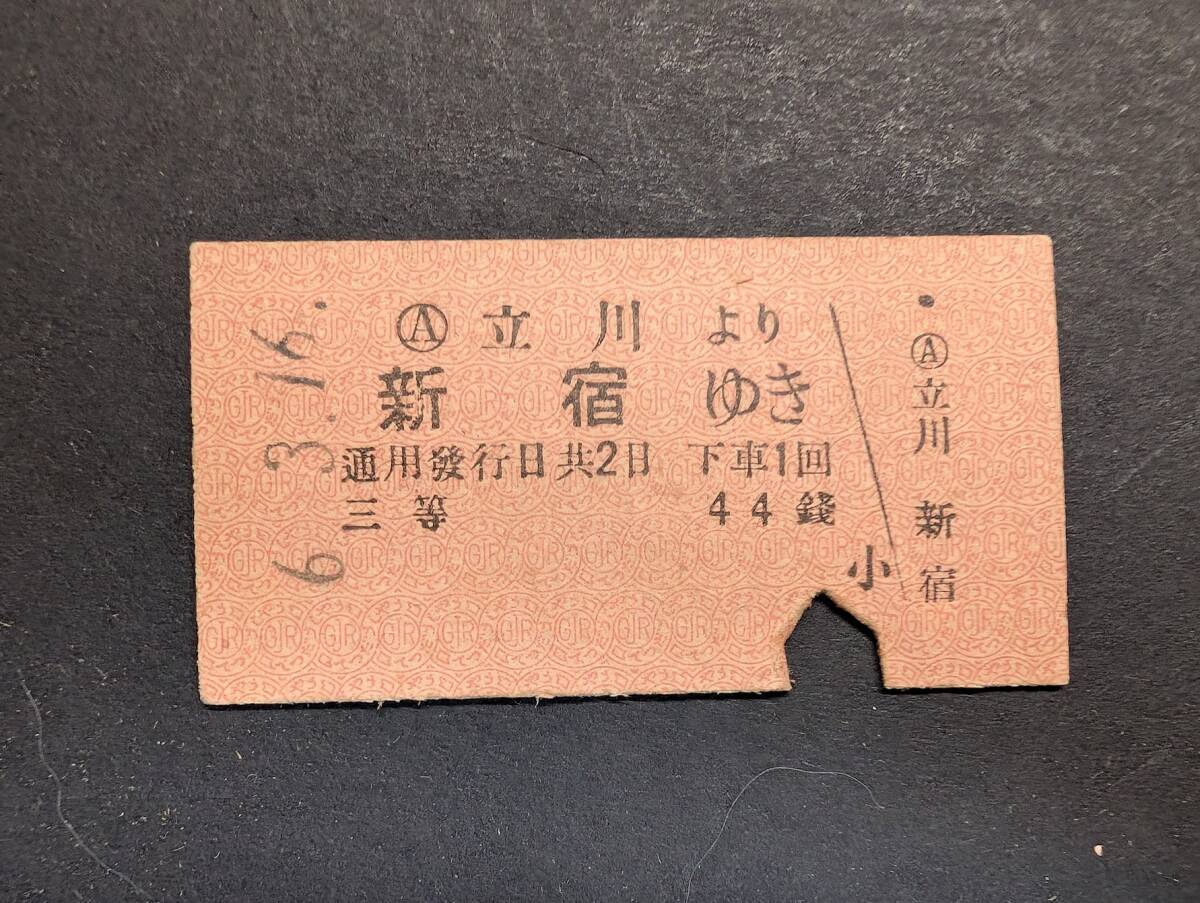 6.3.16.
Ⓐ立川より
新宿ゆき
通用發行日共2日 下車1回
三等 44錢
小
Ⓐ立川 新宿